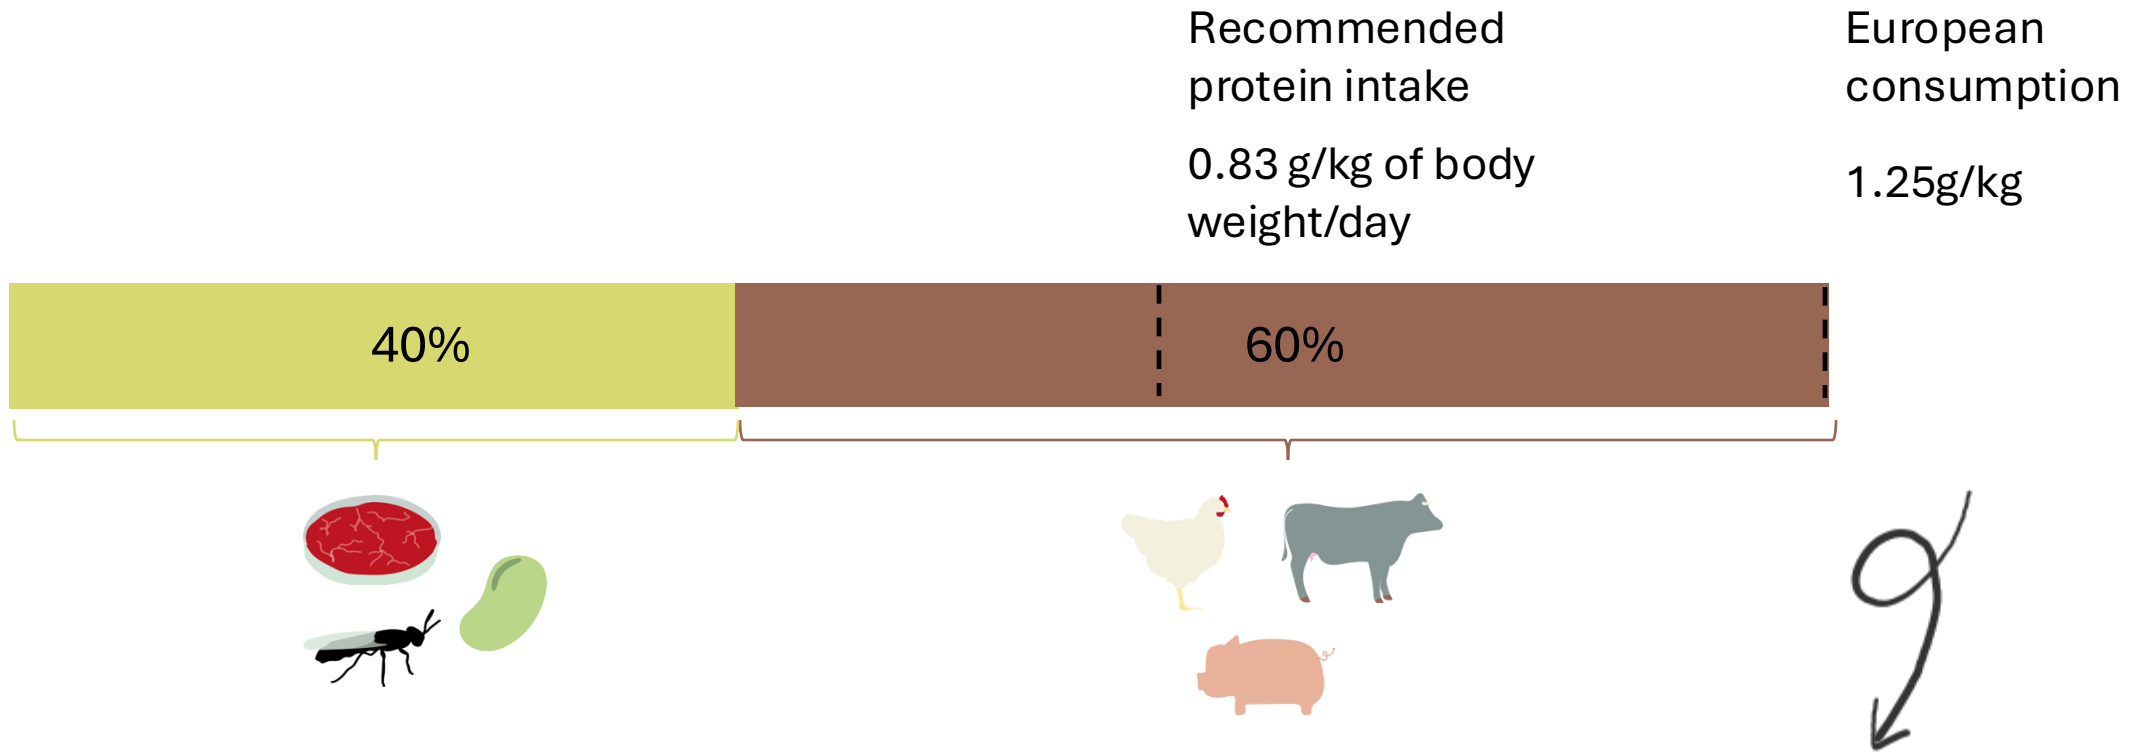 Recommended
protein intake
0.83 g/kg of body
weight/day
European
consumption
1.25g/kg
40%
60%